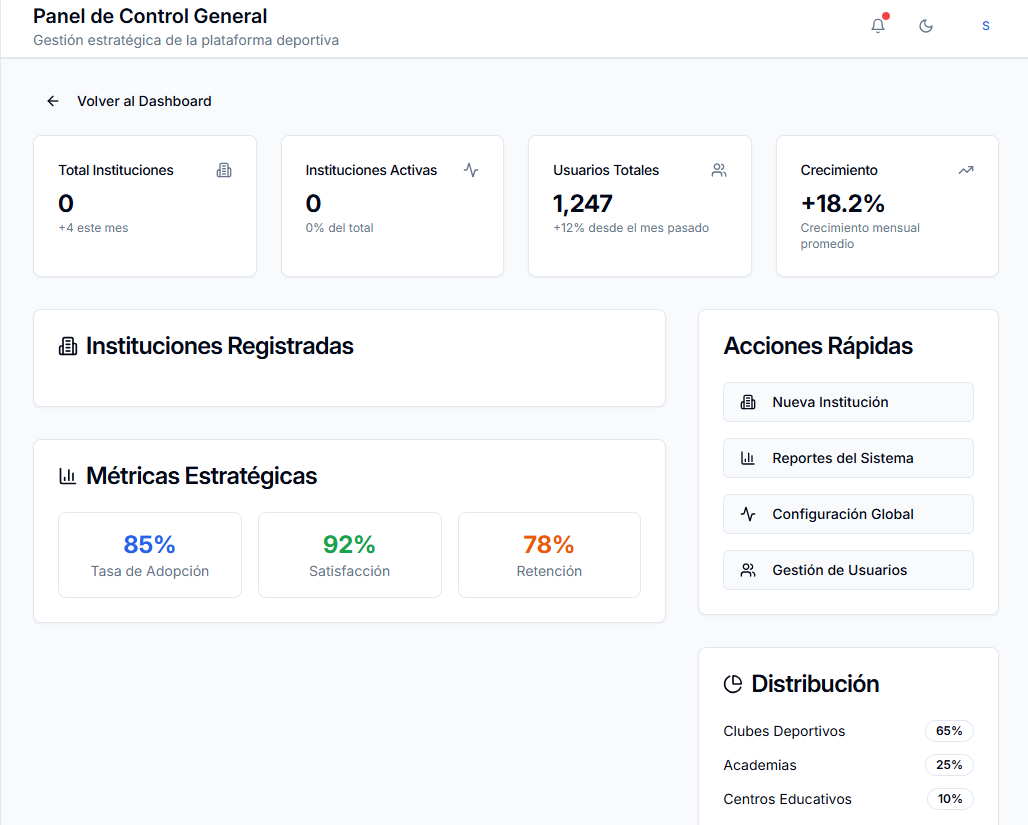 Panel de Control General
Gestión estratégica de la plataforma deportiva
S
Volver al Dashboard
Total Instituciones
0
+4 este mes
Instituciones Activas
0
0% del total
Usuarios Totales
1,247
+12% desde el mes pasado
Crecimiento
+18.2%
Crecimiento mensual
promedio
Instituciones Registradas
Métricas Estratégicas
85%
Tasa de Adopción
92%
Satisfacción
78%
Retención
Acciones Rápidas
Nueva Institución
Reportes del Sistema
Configuración Global
Gestión de Usuarios
Distribución
Clubes Deportivos 65%
Academias 25%
Centros Educativos 10%